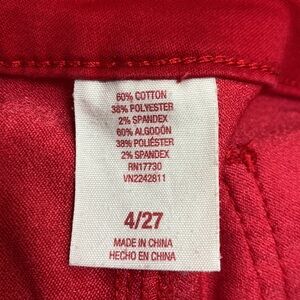 60% COTTON
38% POLYESTER
2% SPANDEX
60% ALGODÓN
38% POLIÉSTER
2% SPANDEX
RN17730
VN2242811
4/27
MADE IN CHINA
HECHO EN CHINA